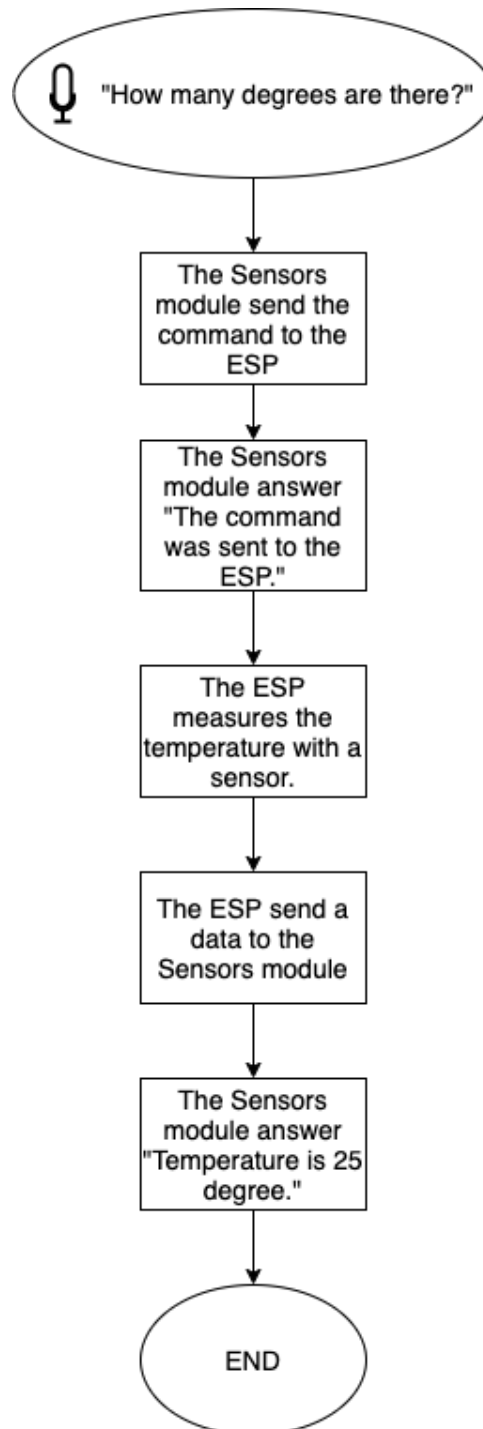 "How many degrees are there?"
The Sensors
module send the
command to the
ESP
The Sensors
module answer
"The command
was sent to the
ESP."
The ESP
measures the
temperature with a
sensor.
The ESP send a
data to the
Sensors module
The Sensors
module answer
"Temperature is 25
degree."
END